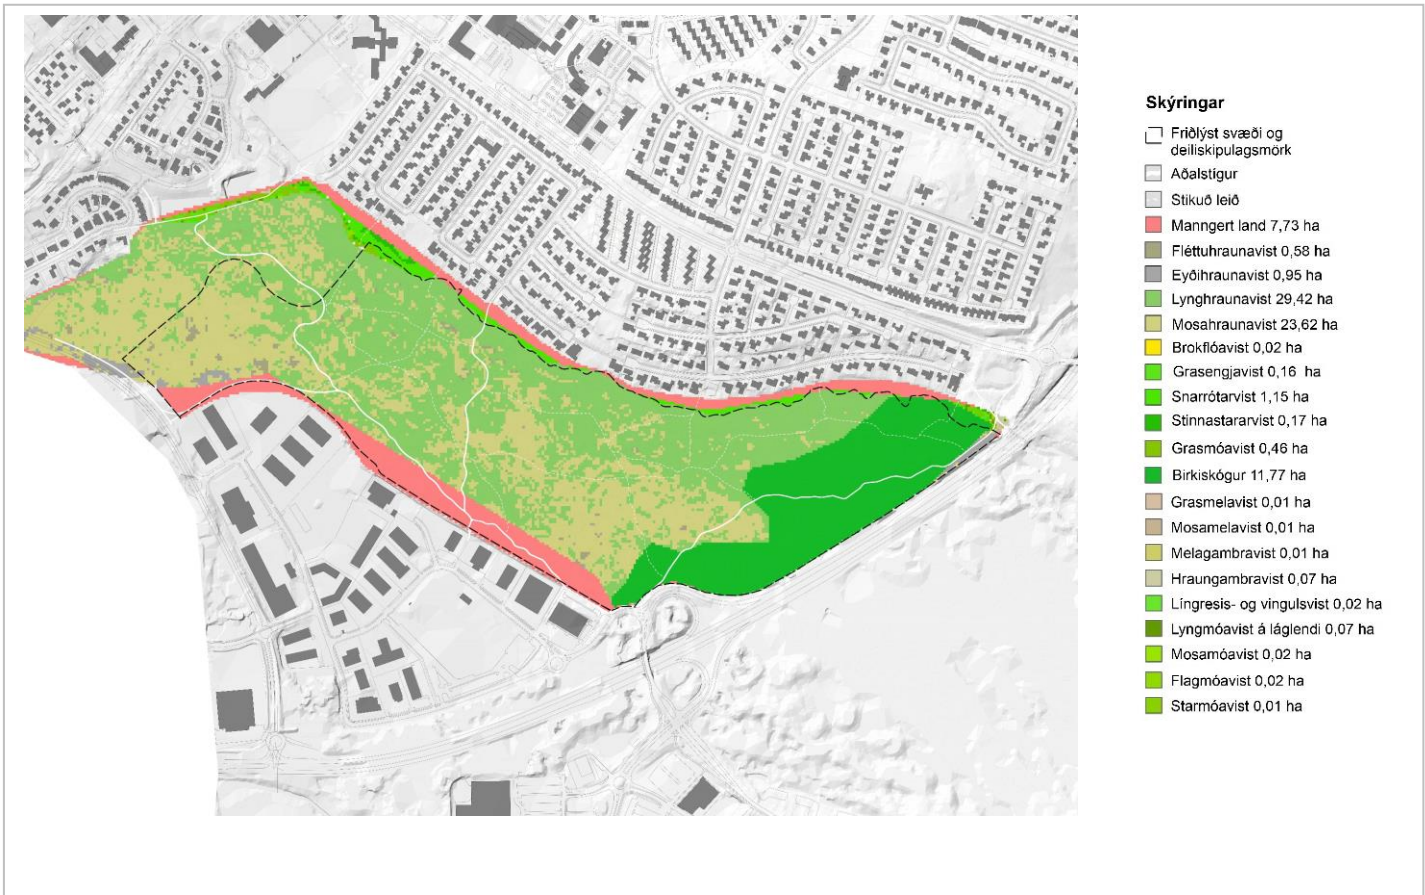 Skýringar
Friðlýst svæði og
deiliskipulagsmörk
Aðalstígur
Stikuð leið
Manngert land 7,73 ha
Fléttuhraunavist 0,58 ha
Eyðihraunavist 0,95 ha
Lynghraunavist 29,42 ha
Mosahraunavist 23,62 ha
Brokflóavist 0,02 ha
Grasengjavist 0,16 ha
Snarrótarvist 1,15 ha
Stinnastararvist 0,17 ha
Grasmóavist 0,46 ha
Birkiskógur 11,77 ha
Grasmelavist 0,01 ha
Mosamelavist 0,01 ha
Melagambravist 0,01 ha
Hraungambravist 0,07 ha
Língresis- og vingulsvist 0,02 ha
Lyngmóavist á láglendi 0,07 ha
Mosamóavist 0,02 ha
Flagmóavist 0,02 ha
Starmóavist 0,01 ha